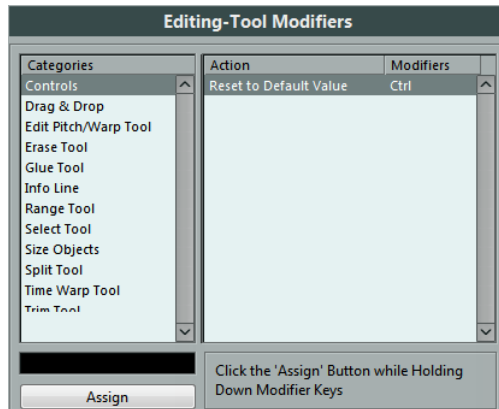 Editing-Tool Modifiers
Categories
Controls
Drag & Drop
Edit Pitch/Warp Tool
Erase Tool
Glue Tool
Info Line
Range Tool
Select Tool
Size Objects
Split Tool
Time Warp Tool
Trim Tool
Action Modifiers
Reset to Default Value Ctrl
Assign
Click the 'Assign' Button while Holding
Down Modifier Keys